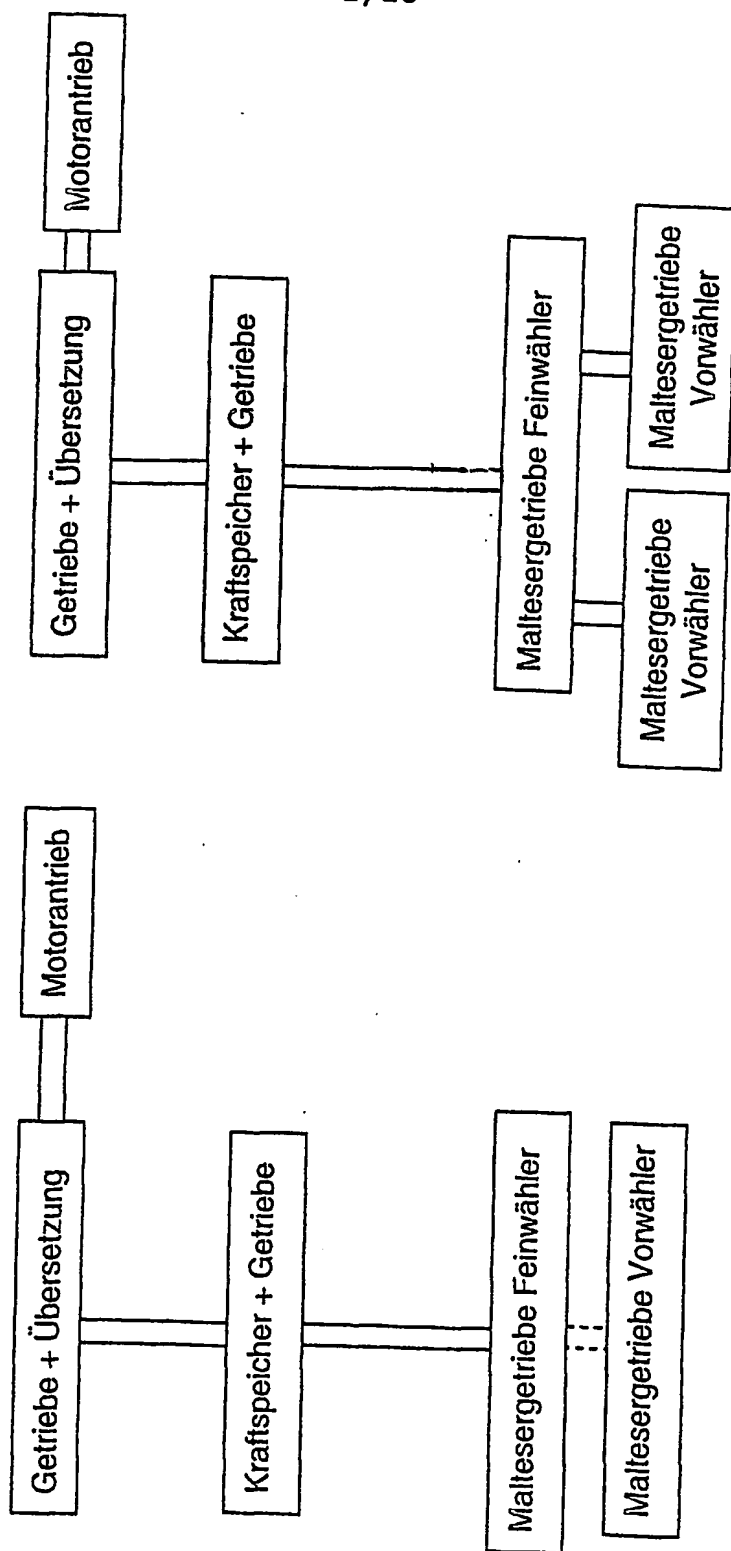 Getriebe + Übersetzung
Motorantrieb
Kraftspeicher + Getriebe
Maltesergetriebe Feinwähler
Maltesergetriebe Vorwähler
Getriebe + Übersetzung
Motorantrieb
Kraftspeicher + Getriebe
Maltesergetriebe Feinwähler
Maltesergetriebe
Vorwähler
Maltesergetriebe
Vorwähler